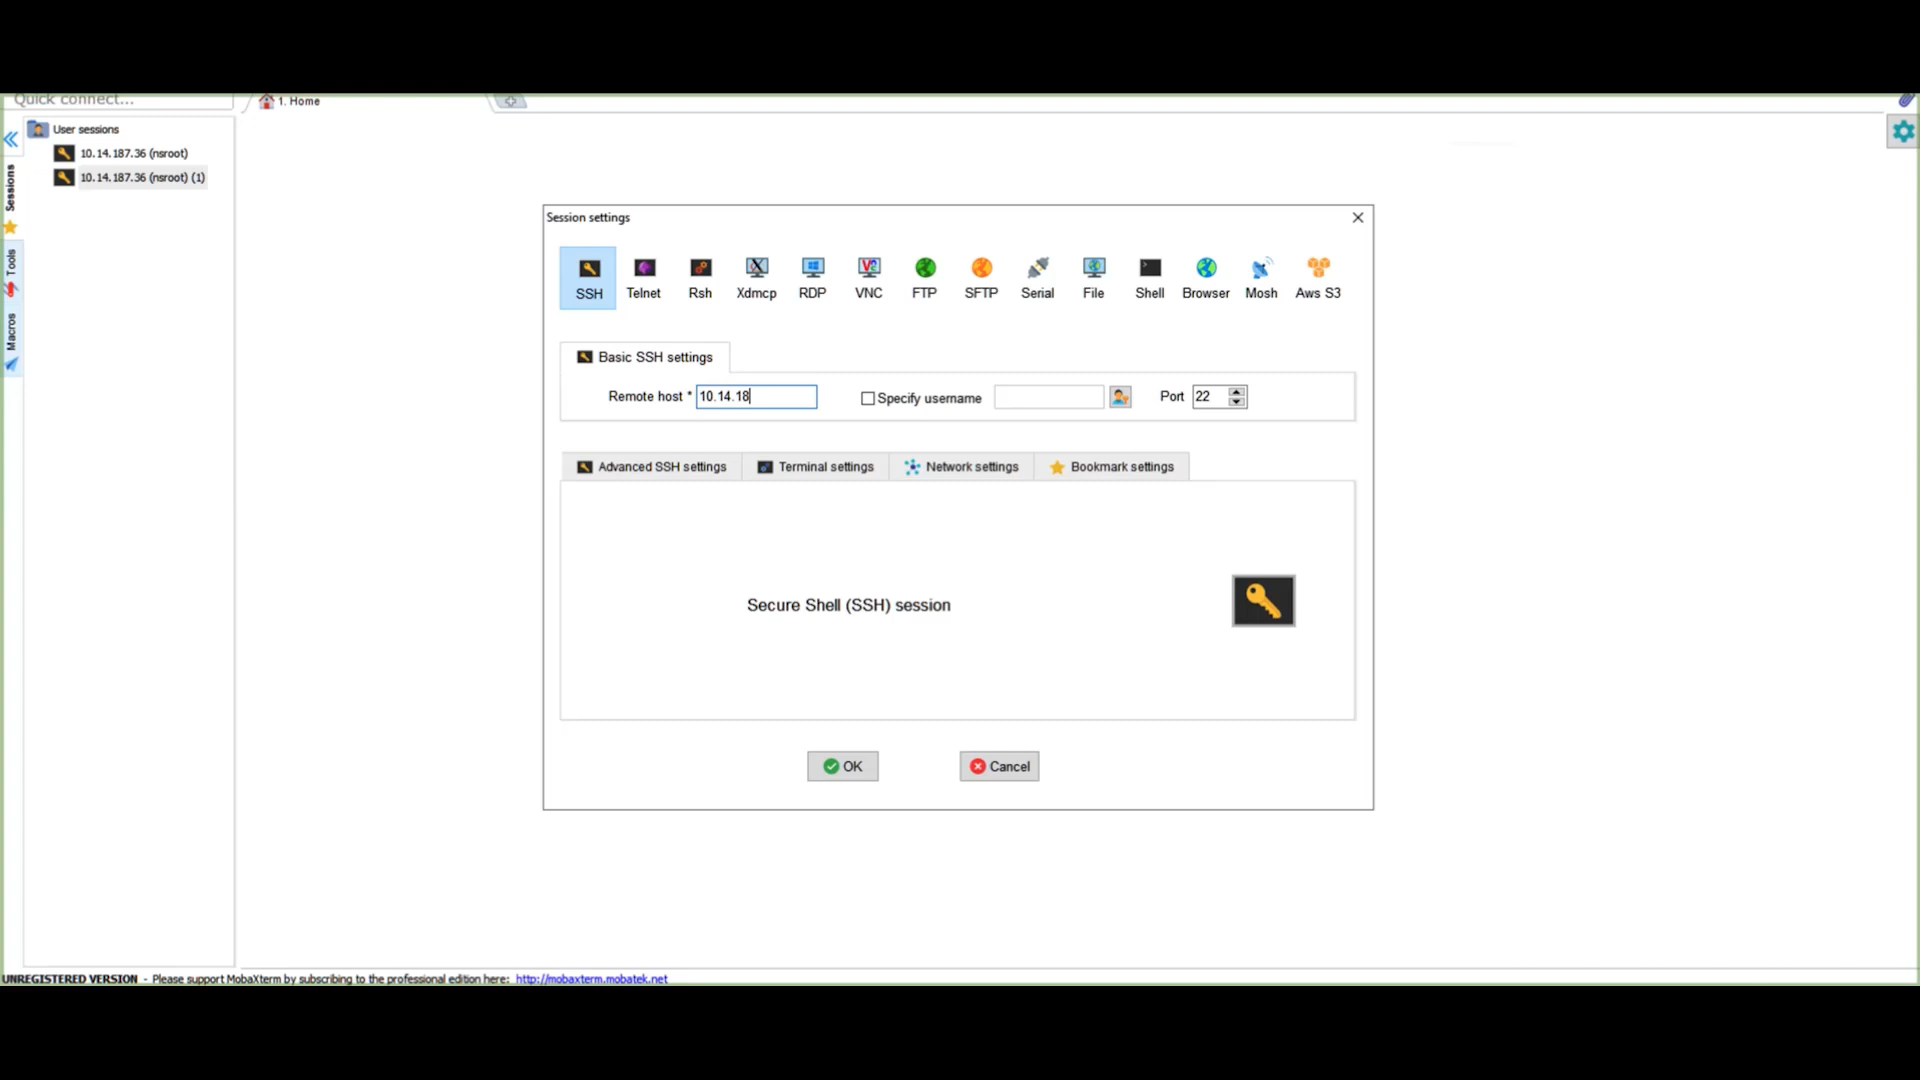 Quick connect...
1. Home
User sessions
10.14.187.36 (nsroot)
10.14.187.36 (nsroot) (1)
Sessions
Tools
Macros
Session settings
SSH
Telnet
Rsh
Xdmcp
RDP
VNC
FTP
SFTP
Serial
File
Shell
Browser
Mosh
Aws S3
Basic SSH settings
Remote host * 10.14.18
Specify username
Port 22
Advanced SSH settings
Terminal settings
Network settings
Bookmark settings
Secure Shell (SSH) session
OK
Cancel
UNREGISTERED VERSION - Please support MobaXterm by subscribing to the professional edition here: http://mobaxterm.mobatek.net